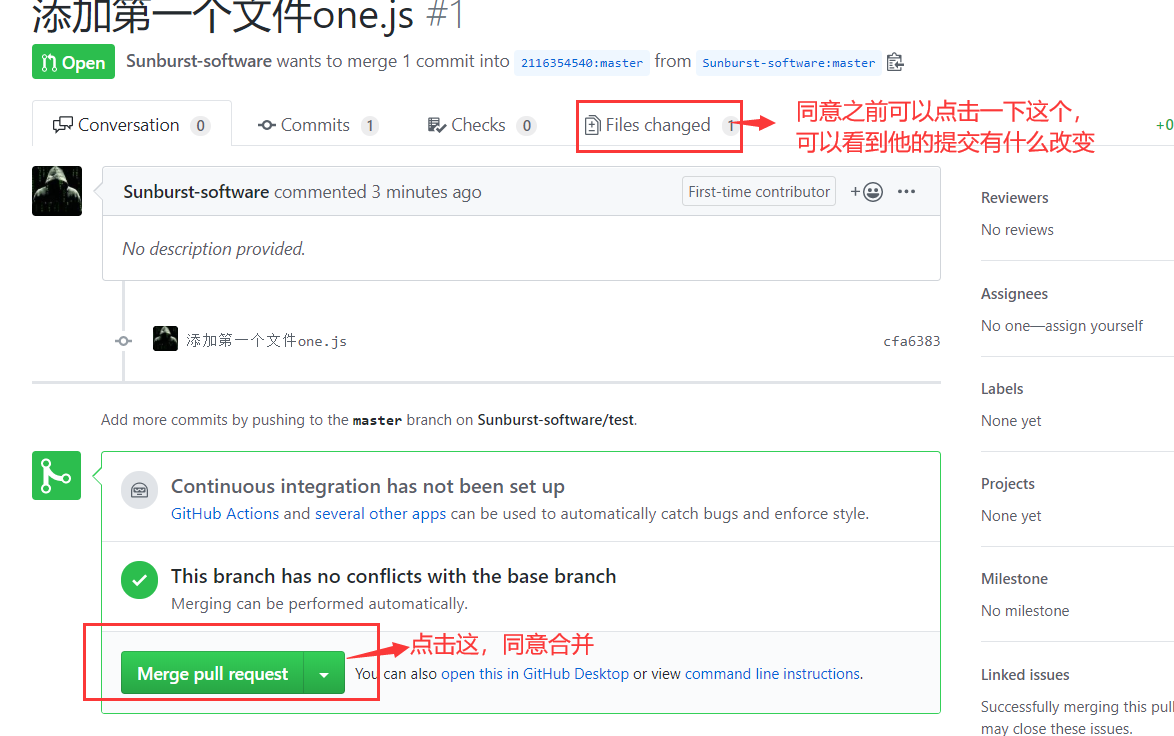 添加第一个文件one.js #1
Open Sunburst-software wants to merge 1 commit into 2116354540:master from Sunburst-software:master
Conversation 0 Commits 1 Checks 0 Files changed 1
同意之前可以点击一下这个，
可以看到他的提交有什么改变
+0
Sunburst-software commented 3 minutes ago First-time contributor
No description provided.
添加第一个文件one.js cfa6383
Add more commits by pushing to the master branch on Sunburst-software/test.
Continuous integration has not been set up
GitHub Actions and several other apps can be used to automatically catch bugs and enforce style.
This branch has no conflicts with the base branch
Merging can be performed automatically.
点击这，同意合并
Merge pull request You can also open this in GitHub Desktop or view command line instructions.
Reviewers
No reviews
Assignees
No one—assign yourself
Labels
None yet
Projects
None yet
Milestone
No milestone
Linked issues
Successfully merging this pull
may close these issues.